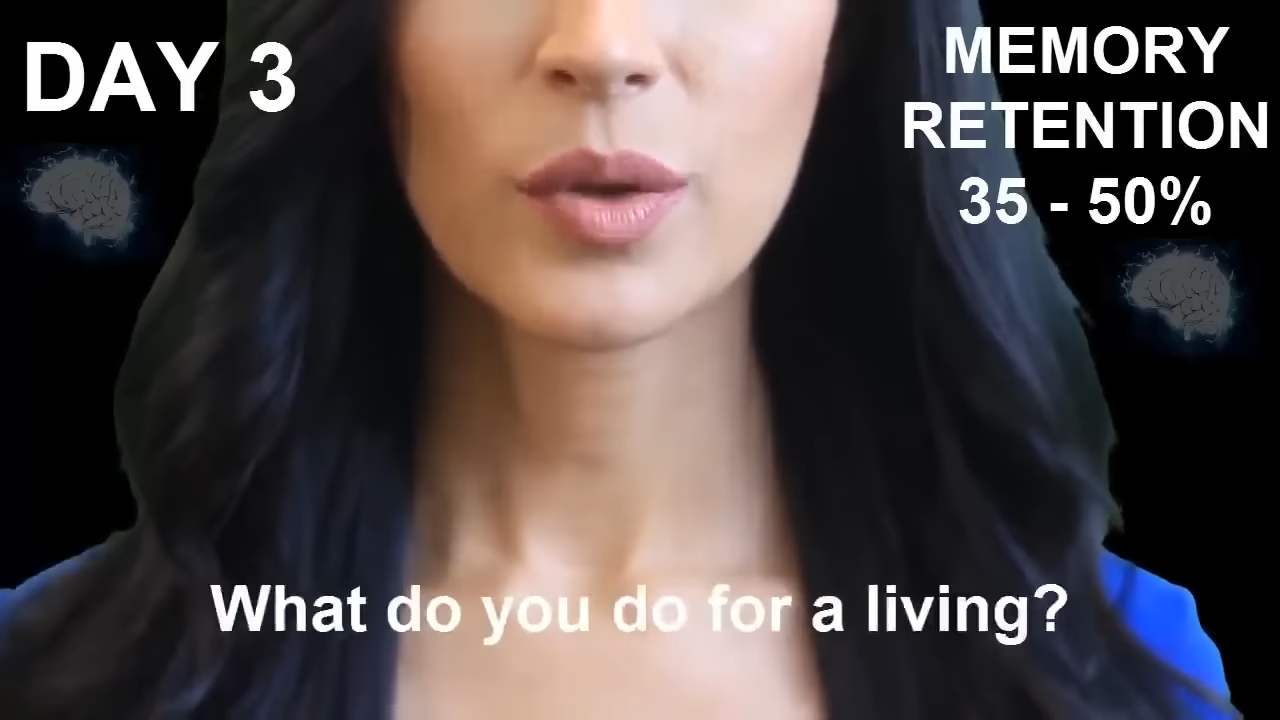 DAY 3
MEMORY
RETENTION
35 - 50%
What do you do for a living?